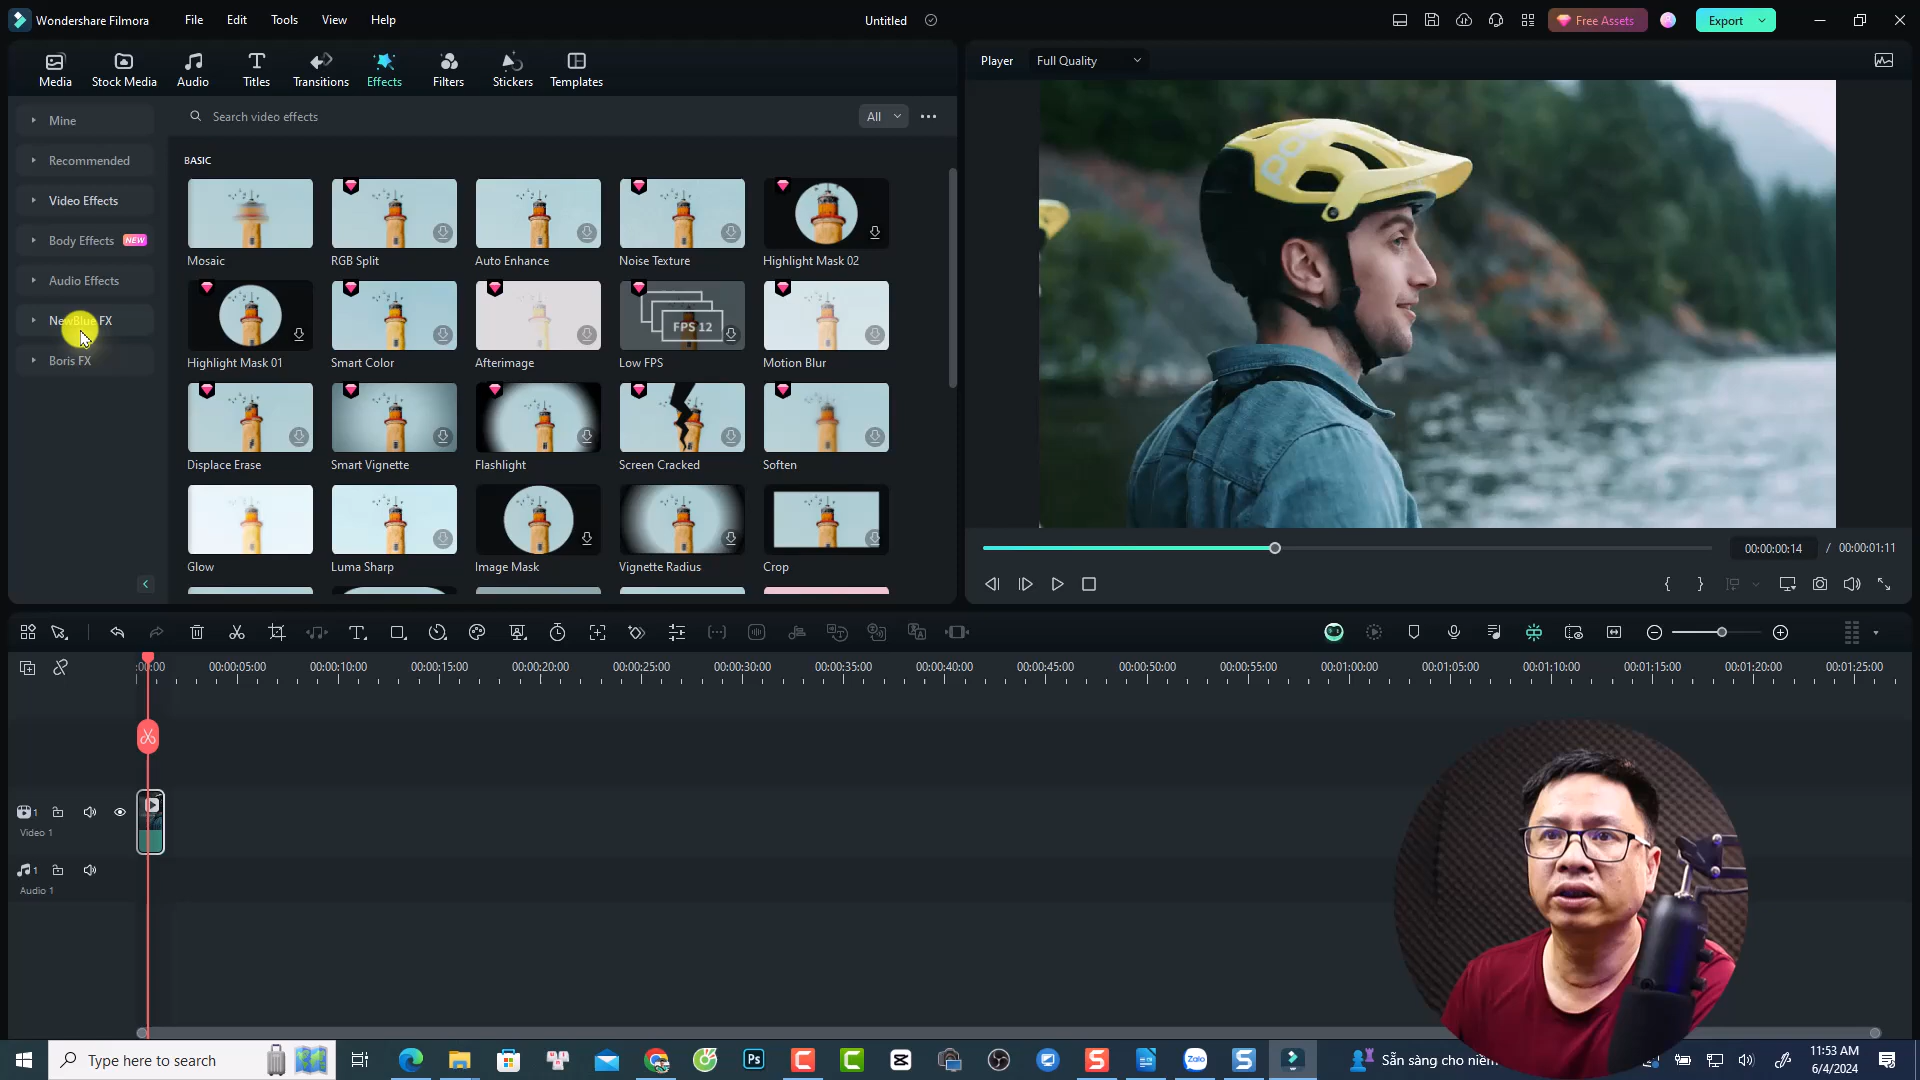 Wondershare Filmora File Edit Tools View Help Untitled Free Assets Export
Media Stock Media Audio Titles Transitions Effects Filters Stickers Templates
Player Full Quality
Mine
Recommended
Video Effects
Body Effects NEW
Audio Effects
NewBlue FX
Boris FX
Search video effects All
BASIC
Mosaic RGB Split Auto Enhance Noise Texture Highlight Mask 02
FPS 12
Highlight Mask 01 Smart Color Afterimage Low FPS Motion Blur
Displace Erase Smart Vignette Flashlight Screen Cracked Soften
Glow Luma Sharp Image Mask Vignette Radius Crop
POC
00:00:00:14 / 00:00:01:11
:00:00 00:00:05:00 00:00:10:00 00:00:15:00 00:00:20:00 00:00:25:00 00:00:30:00 00:00:35:00 00:00:40:00 00:00:45:00 00:00:50:00 00:00:55:00 00:01:00:00 00:01:05:00 00:01:10:00 00:01:15:00 00:01:20:00 00:01:25:00
1
Video 1
1
Audio 1
Type here to search
Ps
Zalo
Sẵn sàng cho niềm
11:53 AM
6/4/2024